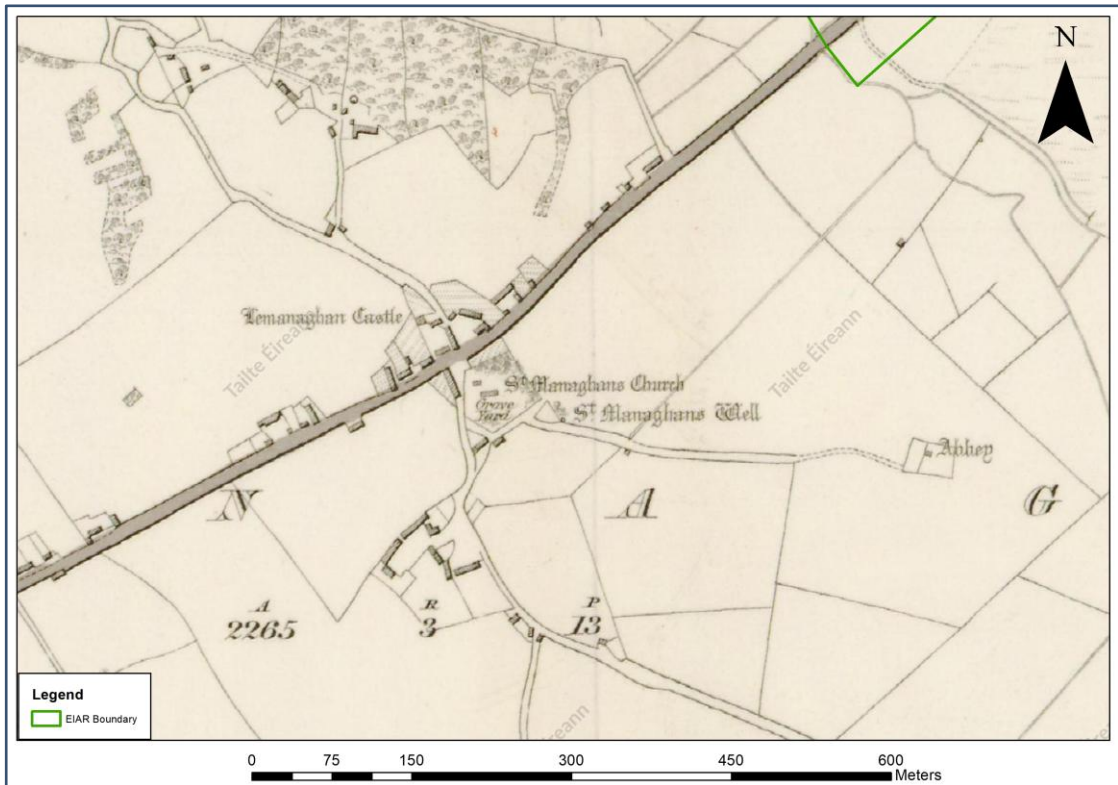 N
Lemanaghan Castle
Tailte Éireann
Tailte Éireann
St. Managhans Church
Grave
Yard
St. Managhans Well
Abbey
N
A
G
A
R
P
2265
3
13
Tailte Éireann
Legend
EIAR Boundary
0
75
150
300
450
600
Meters